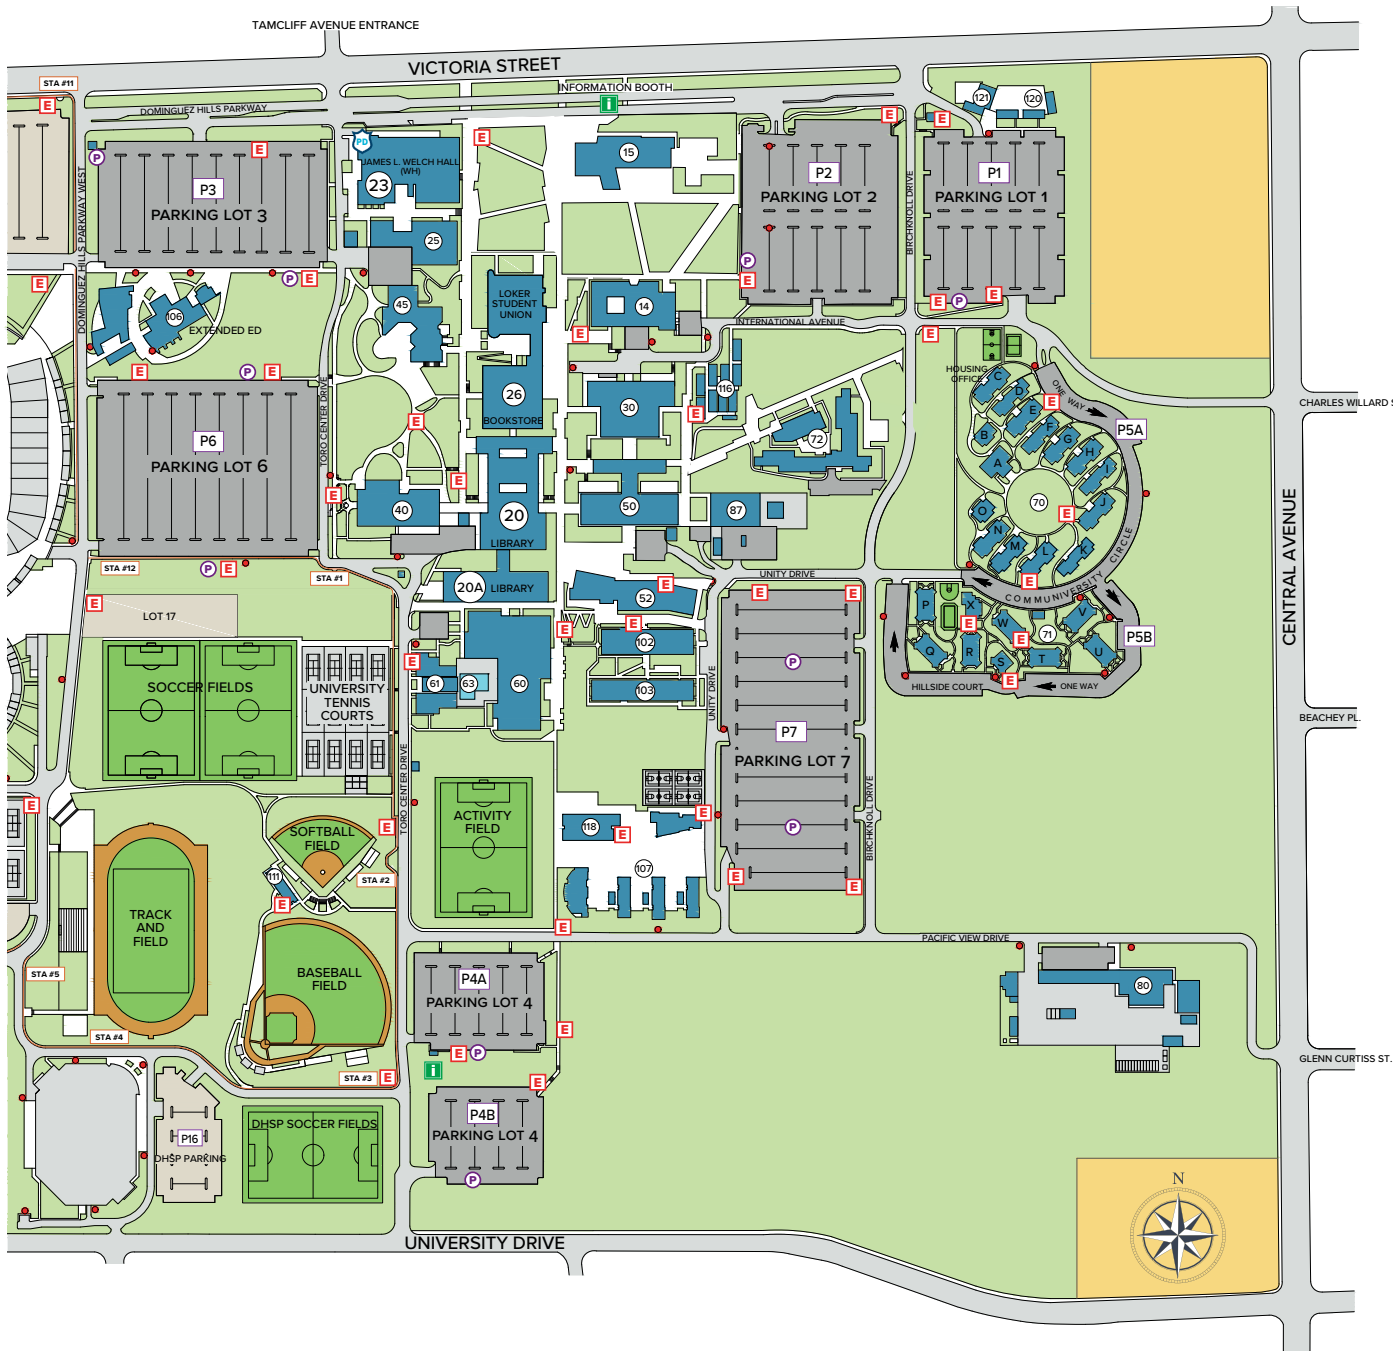 TAMCLIFF AVENUE ENTRANCE
VICTORIA STREET
STA #11
INFORMATION BOOTH
i
DOMINGUEZ HILLS PARKWAY
121
120
E
E
E
E
E
PD
P
15
P3
PARKING LOT 3
JAMES L. WELCH HALL
(WH)
23
P2
PARKING LOT 2
P1
PARKING LOT 1
DOMINGUEZ HILLS PARKWAY WEST
BIRCHKNOLL DRIVE
25
P
E
P
E
E
LOKER
STUDENT
UNION
45
14
E
P
E
106
EXTENDED ED
INTERNATIONAL AVENUE
E
E
HOUSING
OFFICE
E
P
E
TORO CENTER DRIVE
116
26
BOOKSTORE
30
E
E
ONE WAY
E
CHARLES WILLARD S
P5A
P6
PARKING LOT 6
72
C
D
E
F
G
H
I
B
A
J
O
N
M
L
K
70
E
E
E
E
40
20
LIBRARY
50
87
CENTRAL AVENUE
STA #12
P
E
STA #1
20A
LIBRARY
52
E
UNITY DRIVE
COMMUNIVERSITY CIRCLE
E
E
E
LOT 17
E
E
102
P
X
W
V
71
E
E
P5B
Q
R
S
T
U
E
HILLSIDE COURT
ONE WAY
SOCCER FIELDS
UNIVERSITY
TENNIS
COURTS
E
61
63
60
103
UNITY DRIVE
P
P7
PARKING LOT 7
BEACHEY PL.
TORO CENTER DRIVE
BIRCHKNOLL DRIVE
E
SOFTBALL
FIELD
E
ACTIVITY
FIELD
118
E
E
P
111
E
STA #2
107
E
E
TRACK
AND
FIELD
E
PACIFIC VIEW DRIVE
BASEBALL
FIELD
STA #5
P4A
PARKING LOT 4
80
STA #4
E
E
P
i
STA #3
E
E
GLENN CURTISS ST.
P4B
PARKING LOT 4
P
P16
DHSP PARKING
DHSP SOCCER FIELDS
N
UNIVERSITY DRIVE